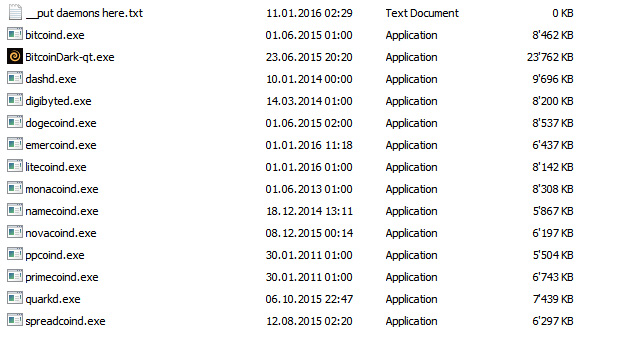 __put daemons here.txt 11.01.2016 02:29 Text Document 0 KB
bitcoind.exe 01.06.2015 01:00 Application 8'462 KB
BitcoinDark-qt.exe 23.06.2015 20:20 Application 23'762 KB
dashd.exe 10.01.2014 00:00 Application 9'696 KB
digibyted.exe 14.03.2014 01:00 Application 8'200 KB
dogecoind.exe 01.06.2015 02:00 Application 8'537 KB
emercoind.exe 01.01.2016 11:18 Application 6'437 KB
litecoind.exe 01.01.2016 01:00 Application 8'142 KB
monacoind.exe 01.06.2013 01:00 Application 8'308 KB
namecoind.exe 18.12.2014 13:11 Application 5'867 KB
novacoind.exe 08.12.2015 00:14 Application 6'197 KB
ppcoind.exe 30.01.2011 01:00 Application 5'504 KB
primecoind.exe 30.01.2011 01:00 Application 6'743 KB
quarkd.exe 06.10.2015 22:47 Application 7'439 KB
spreadcoind.exe 12.08.2015 02:20 Application 6'297 KB